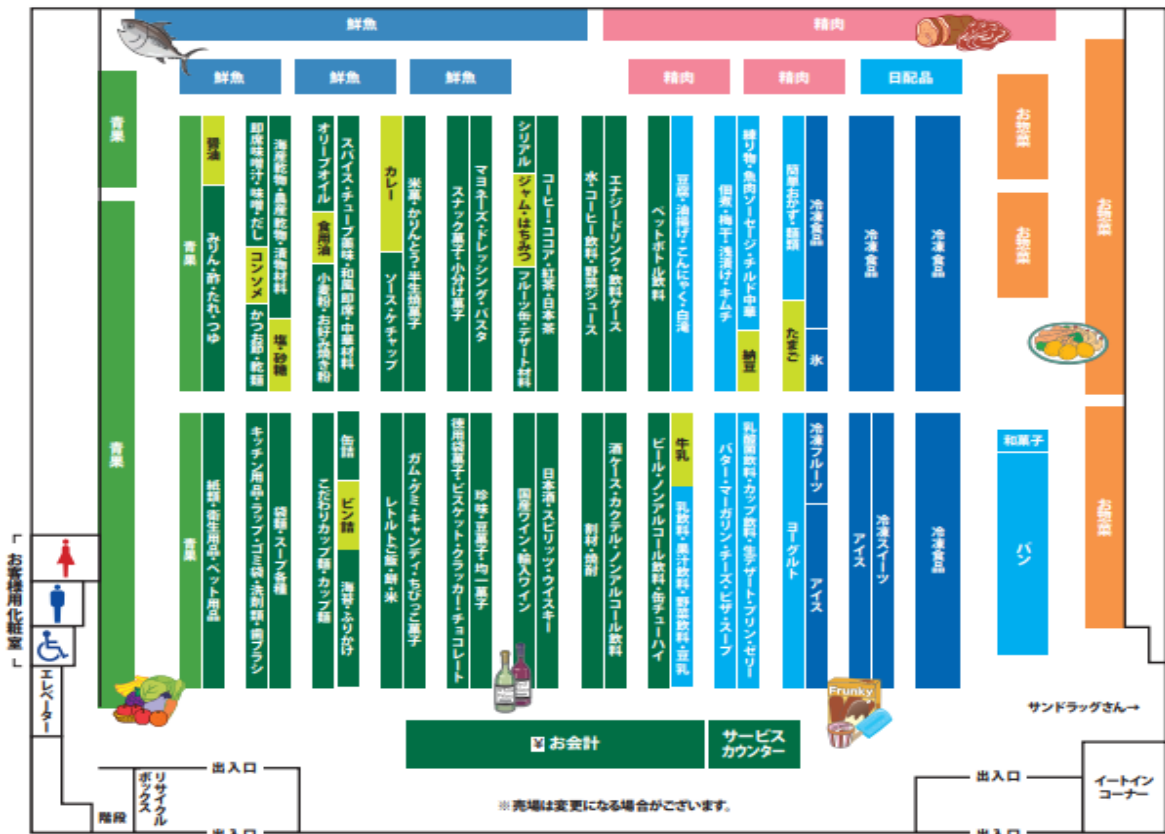 鮮魚
精肉
鮮魚
鮮魚
鮮魚
精肉
精肉
日配品
青果
青果
青果
青果
醤油
みりん・酢・たれ・つゆ
即席味噌汁・味噌・だし
コンソメ
かつお節・乾麺
海産乾物・農産乾物・漬物材料
塩・砂糖
オリーブオイル
食用油
小麦粉・お好み焼き粉
スパイス・チューブ薬味・和風即席・中華材料
カレー
ソース・ケチャップ
米菓・かりんとう・半生焼菓子
スナック菓子・小分け菓子
マヨネーズ・ドレッシング・パスタ
シリアル
ジャム・はちみつ
フルーツ缶・デザート材料
コーヒー・ココア・紅茶・日本茶
水・コーヒー飲料・野菜ジュース
エナジードリンク・飲料ケース
ペットボトル飲料
豆腐・油揚げ・こんにゃく・白滝
佃煮・梅干・浅漬け・キムチ
練り物・魚肉ソーセージ・チルド中華
納豆
簡単おかず・麺類
たまご
冷凍食品
氷
冷凍食品
冷凍食品
お惣菜
お惣菜
お惣菜
青果
紙類・衛生用品・ペット用品
キッチン用品・ラップ・ゴミ袋・洗剤類・歯ブラシ
袋類・スープ各種
こだわりカップ類・カップ麺
缶詰
ビン詰
海苔・ふりかけ
レトルトご飯・餅・米
ガム・グミ・キャンディ・ちびっこ菓子
徳用袋菓子・ビスケット・クラッカー・チョコレート
珍味・豆菓子・均一菓子
国産ワイン・輸入ワイン
日本酒・スピリッツ・ウイスキー
割材・焼酎
酒ケース・カクテル・ノンアルコール飲料
ビール・ノンアルコール飲料・缶チューハイ
牛乳
乳飲料・果汁飲料・野菜飲料・豆乳
バター・マーガリン・チーズ・ピザ・スープ
乳酸菌飲料・カップ飲料・生デザート・プリン・ゼリー
ヨーグルト
冷凍フルーツ
アイス
アイス
冷凍スイーツ
冷凍食品
和菓子
パン
お惣菜
「お客様用化粧室」
エレベーター
Frunky
サンドラッグさん→
¥お会計
サービス
カウンター
出入口
リサイクル
ボックス
階段
出入口
※売場は変更になる場合がございます。
出入口
出入口
イートイン
コーナー